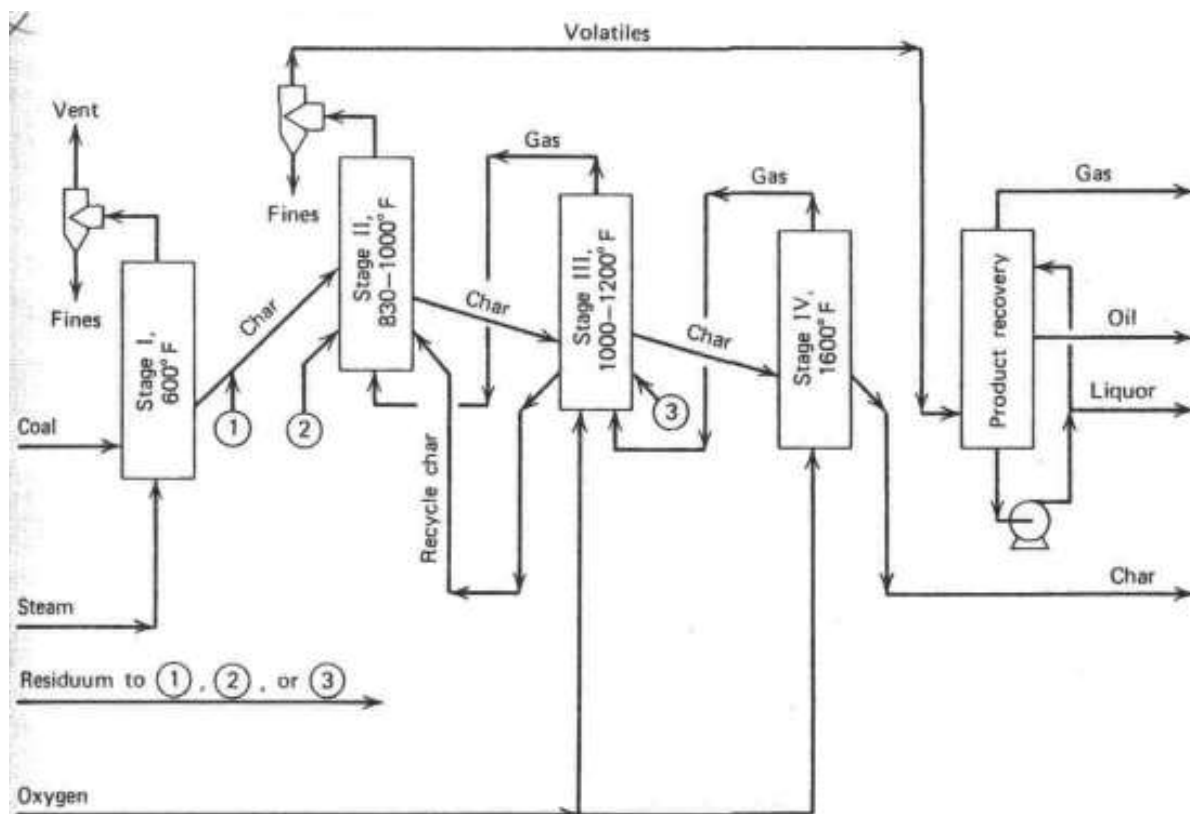 Volatiles
Vent
Fines
Stage I,
600° F
Coal
Steam
Char
1
2
Fines
Stage II,
830–1000° F
Gas
Char
Recycle char
Stage III,
1000–1200° F
3
Gas
Char
Stage IV,
1600° F
Product recovery
Gas
Oil
Liquor
Char
Residuum to 1, 2, or 3
Oxygen